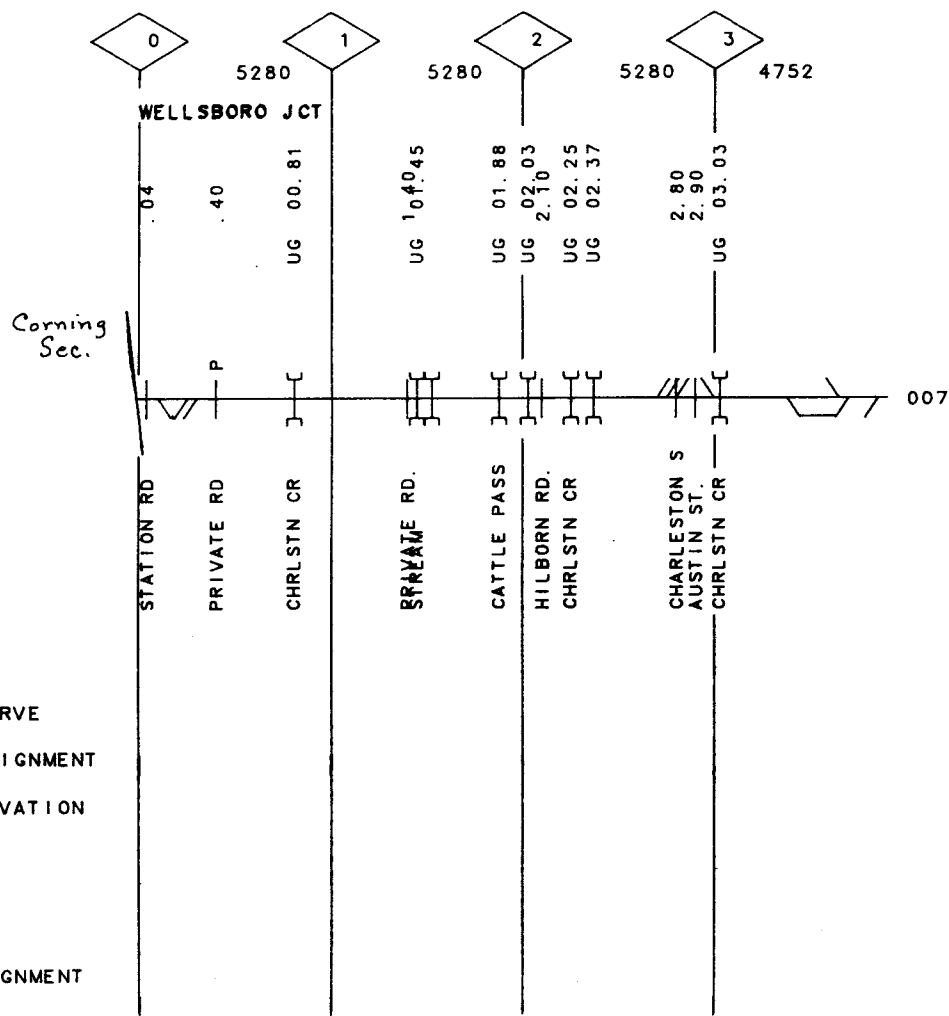 0 1 2 3
5280 5280 5280 4752
WELLSBORO JCT
.04
.40
UG 00.81
1.40
UG 01.45
UG 01.88
UG 02.03
2.10
UG 02.25
UG 02.37
2.80
2.90
UG 03.03
Corning
Sec.
P
007
STATION RD
PRIVATE RD
CHRLSTN CR
PRIVATE RD.
STREAM
CATTLE PASS
HILBORN RD.
CHRLSTN CR
CHARLESTON S
AUSTIN ST.
CHRLSTN CR
RVE
IGNMENT
VATION
GNMENT